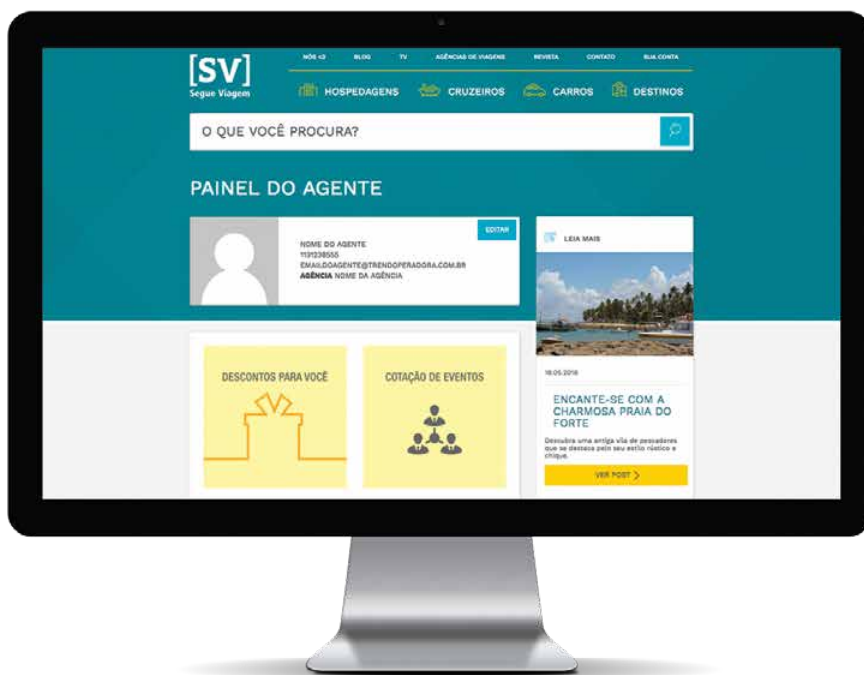 [SV]
Segue Viagem
NÓS <3 BLOG TV AGÊNCIAS DE VIAGENS REVISTA CONTATO SUA CONTA
HOSPEDAGENS CRUZEIROS CARROS DESTINOS
O QUE VOCÊ PROCURA?
PAINEL DO AGENTE
EDITAR
NOME DO AGENTE
1131238555
EMAILDOAGENTE@TRENDOPERADORA.COM.BR
AGÊNCIA NOME DA AGÊNCIA
DESCONTOS PARA VOCÊ
COTAÇÃO DE EVENTOS
LEIA MAIS
18.05.2016
ENCANTE-SE COM A
CHARMOSA PRAIA DO
FORTE
Descubra uma antiga vila de pescadores
que se destaca pelo seu estilo rústico e
chique.
VER POST >